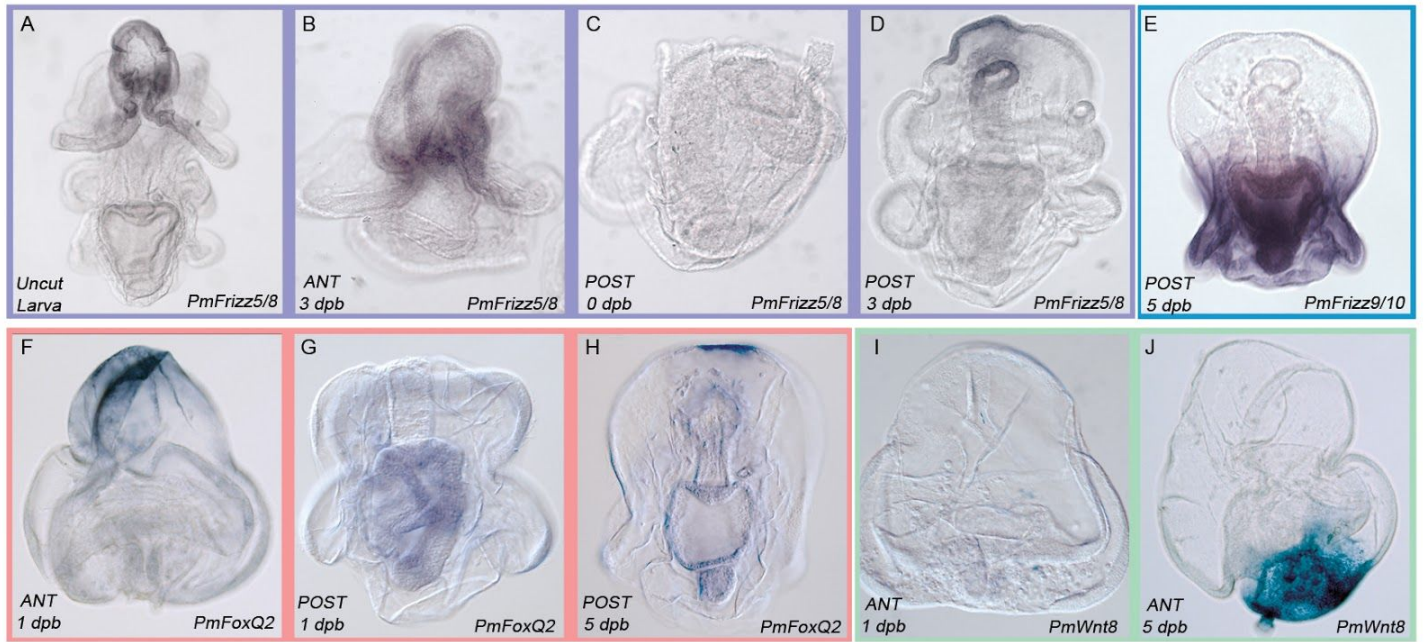 A
Uncut
Larva
PmFrizz5/8
B
ANT
3 dpb
PmFrizz5/8
C
POST
0 dpb
PmFrizz5/8
D
POST
3 dpb
PmFrizz5/8
E
POST
5 dpb
PmFrizz9/10
F
ANT
1 dpb
PmFoxQ2
G
POST
1 dpb
PmFoxQ2
H
POST
5 dpb
PmFoxQ2
I
ANT
1 dpb
PmWnt8
J
ANT
5 dpb
PmWnt8